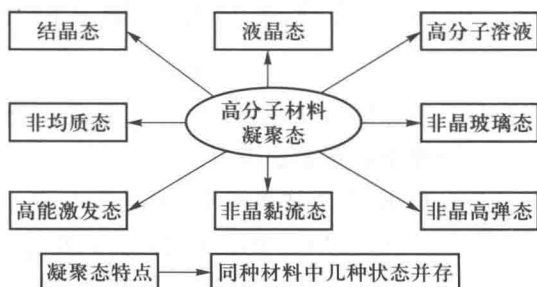 结晶态
液晶态
高分子溶液
非均质态
高分子材料
凝聚态
非晶玻璃态
高能激发态
非晶黏流态
非晶高弹态
凝聚态特点
同种材料中几种状态并存